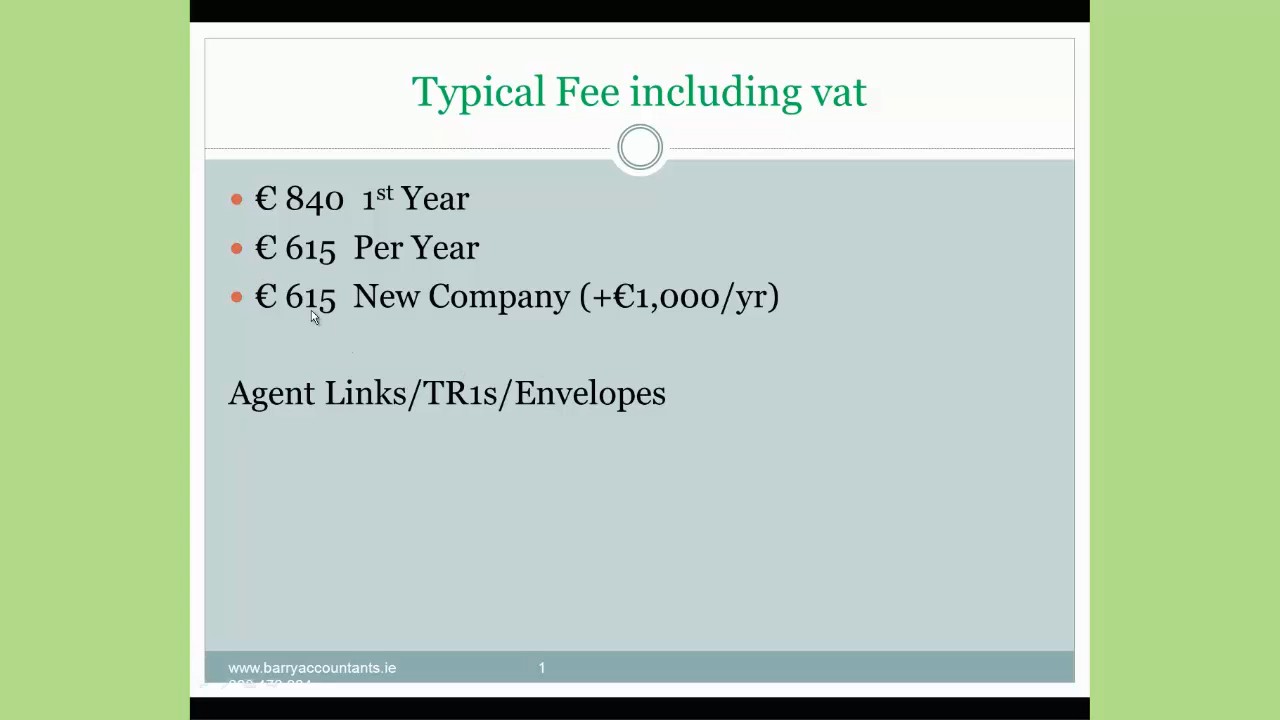 Typical Fee including vat
€ 840 1st Year
€ 615 Per Year
€ 615 New Company (+€1,000/yr)
Agent Links/TR1s/Envelopes
www.barryaccountants.ie
1